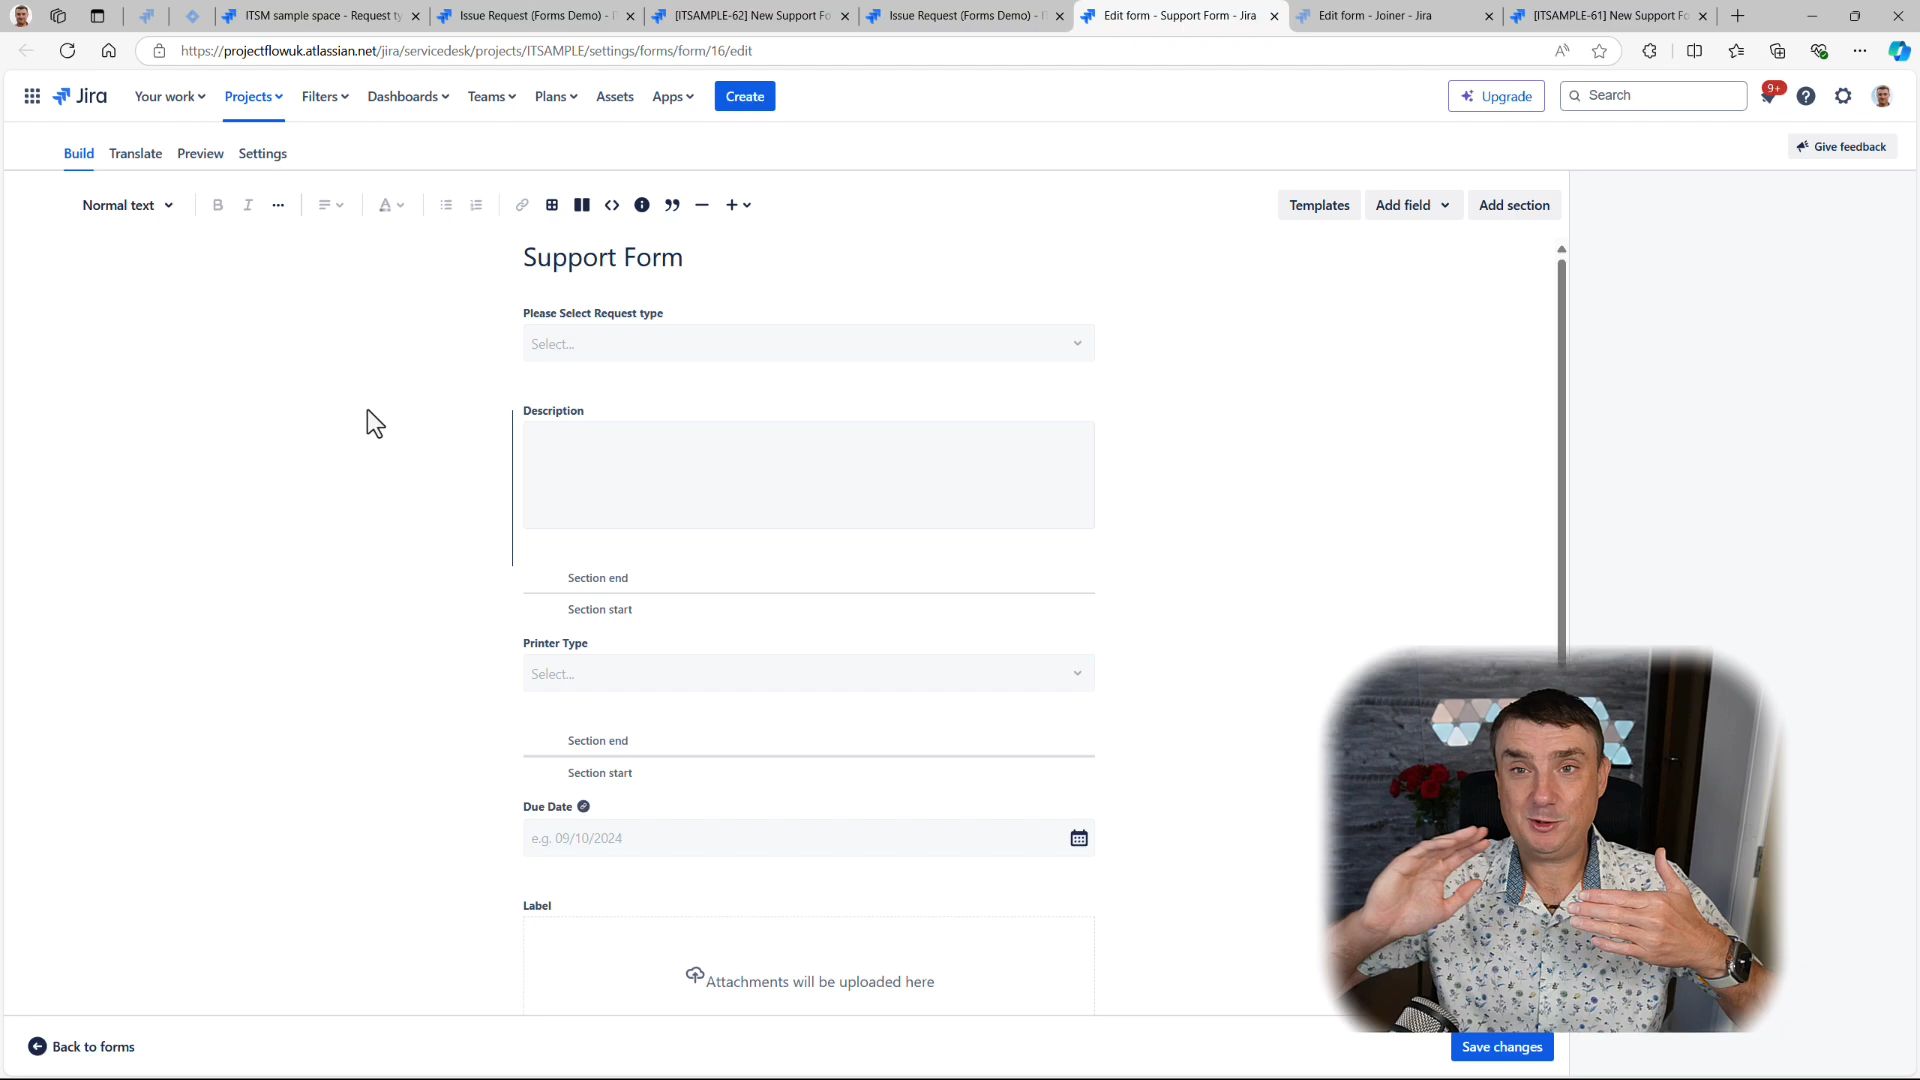 ITSM sample space - Request ty
Issue Request (Forms Demo) - I
[ITSAMPLE-62] New Support Fo
Issue Request (Forms Demo) - I
Edit form - Support Form - Jira
Edit form - Joiner - Jira
[ITSAMPLE-61] New Support Fo
https://projectflowuk.atlassian.net/jira/servicedesk/projects/ITSAMPLE/settings/forms/form/16/edit
Jira
Your work
Projects
Filters
Dashboards
Teams
Plans
Assets
Apps
Create
Upgrade
Search
9+
Build
Translate
Preview
Settings
Give feedback
Normal text
Templates
Add field
Add section
Support Form
Please Select Request type
Select...
Description
Section end
Section start
Printer Type
Select...
Section end
Section start
Due Date
e.g. 09/10/2024
Label
Attachments will be uploaded here
Back to forms
Save changes